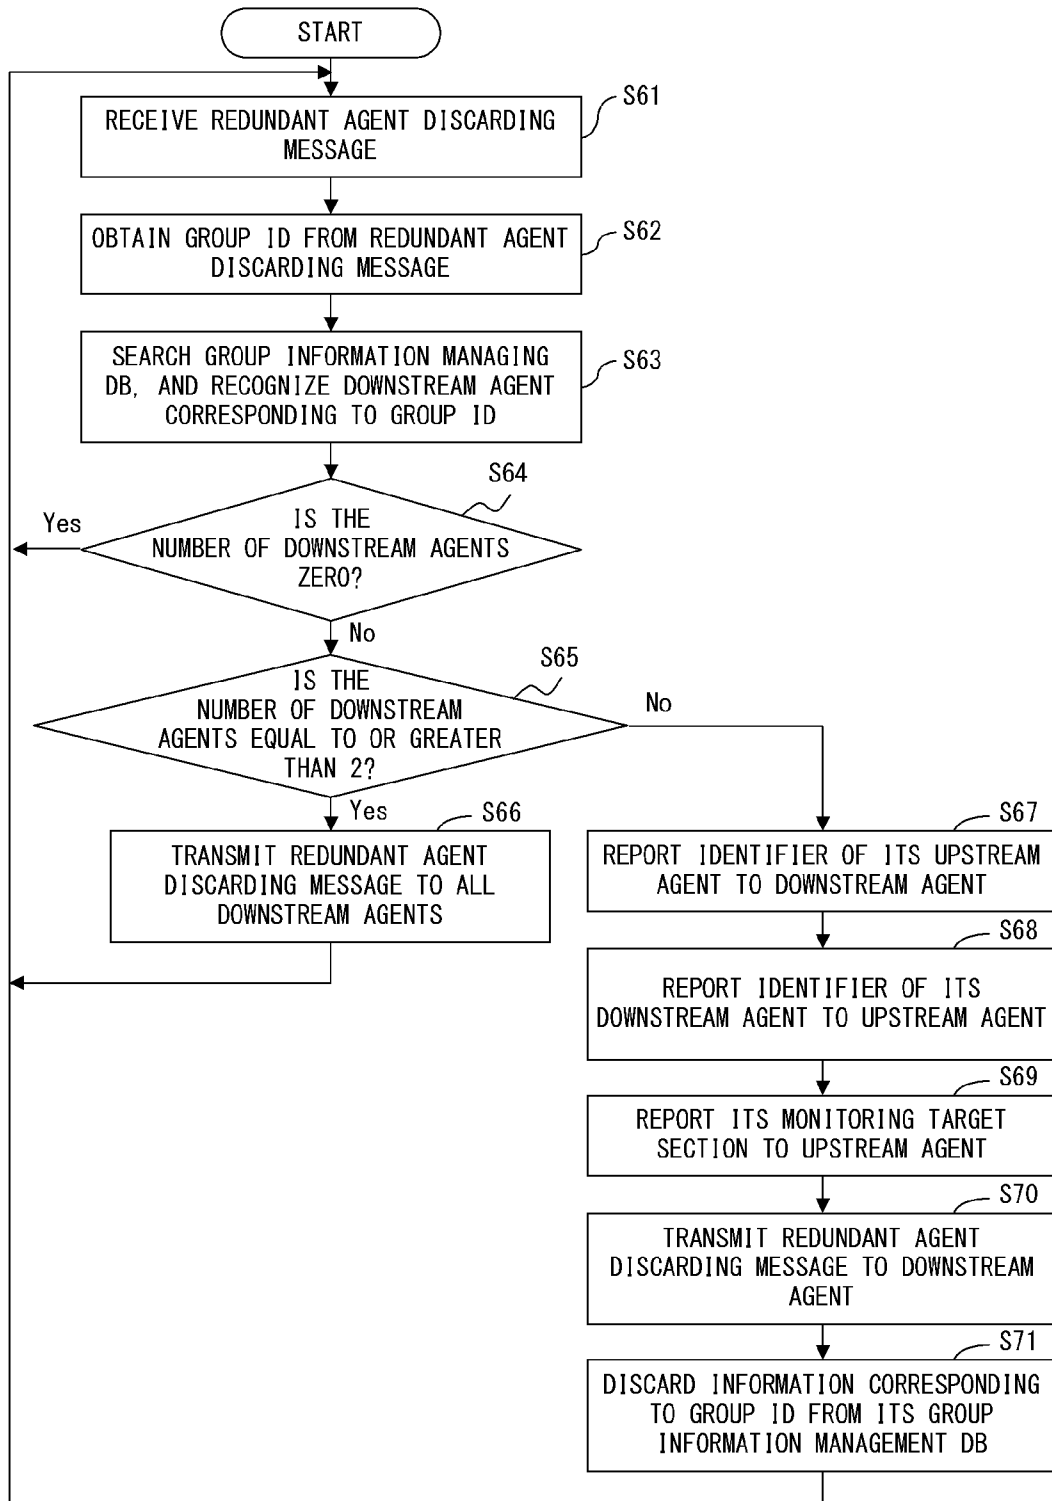 START
RECEIVE REDUNDANT AGENT DISCARDING
MESSAGE
S61
OBTAIN GROUP ID FROM REDUNDANT AGENT
DISCARDING MESSAGE
S62
SEARCH GROUP INFORMATION MANAGING
DB, AND RECOGNIZE DOWNSTREAM AGENT
CORRESPONDING TO GROUP ID
S63
S64
Yes
IS THE
NUMBER OF DOWNSTREAM AGENTS
ZERO?
No
S65
IS THE
NUMBER OF DOWNSTREAM
AGENTS EQUAL TO OR GREATER
THAN 2?
No
Yes
S66
TRANSMIT REDUNDANT AGENT
DISCARDING MESSAGE TO ALL
DOWNSTREAM AGENTS
S67
REPORT IDENTIFIER OF ITS UPSTREAM
AGENT TO DOWNSTREAM AGENT
S68
REPORT IDENTIFIER OF ITS
DOWNSTREAM AGENT TO UPSTREAM AGENT
S69
REPORT ITS MONITORING TARGET
SECTION TO UPSTREAM AGENT
S70
TRANSMIT REDUNDANT AGENT
DISCARDING MESSAGE TO DOWNSTREAM
AGENT
S71
DISCARD INFORMATION CORRESPONDING
TO GROUP ID FROM ITS GROUP
INFORMATION MANAGEMENT DB